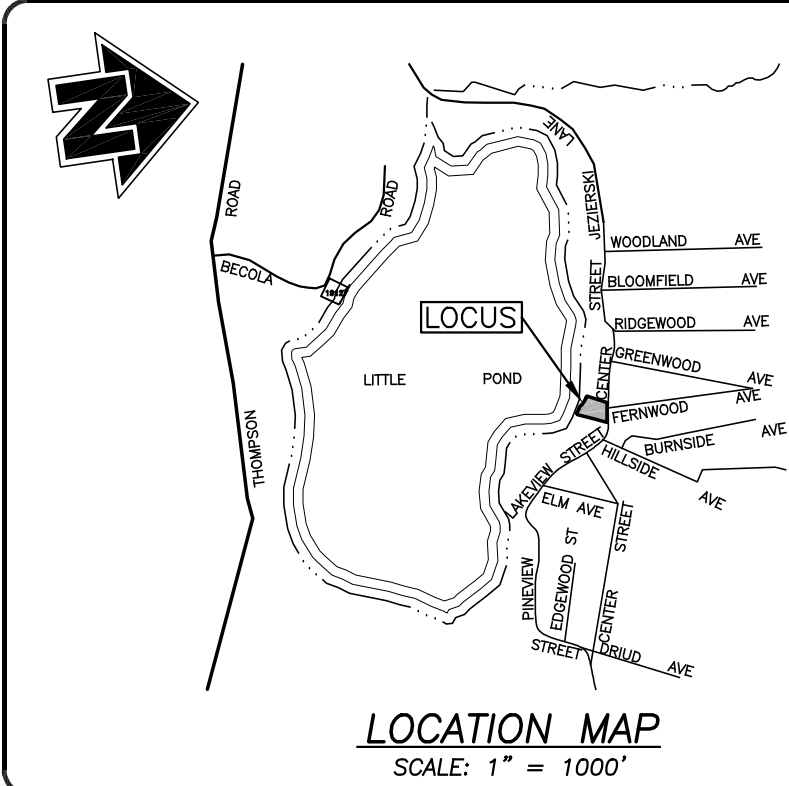 N
ROAD
ROAD
LANE
JEZIERSKI
BECOLA
STREET
WOODLAND AVE
BLOOMFIELD AVE
RIDGEWOOD AVE
LOCUS
CENTER
GREENWOOD AVE
LITTLE POND
FERNWOOD AVE
BURNSIDE AVE
HILLSIDE AVE
THOMPSON
LAKEVIEW STREET
ELM AVE
STREET
PINEVIEW
EDGEWOOD ST
CENTER
STREET
DRIUD AVE
LOCATION MAP
SCALE: 1" = 1000'